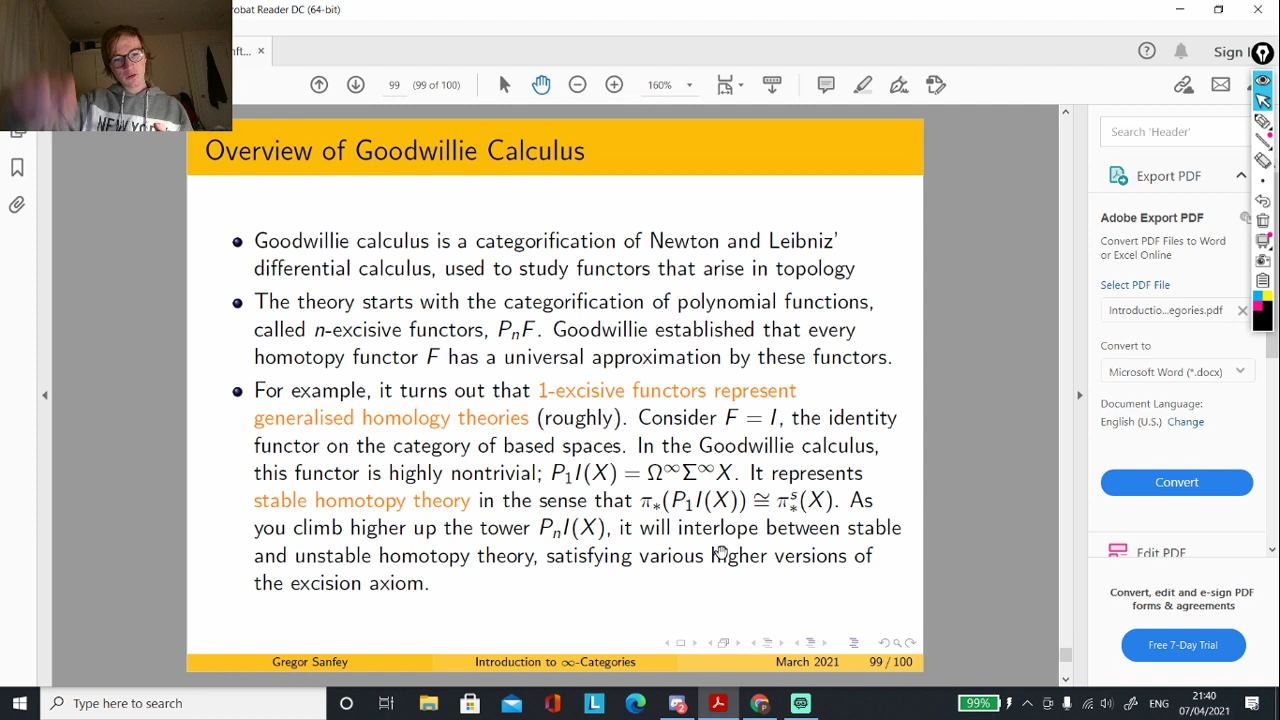 obat Reader DC (64-bit)
nft...
99
(99 of 100)
160%
Sign I
NEW YORK
Overview of Goodwillie Calculus
Goodwillie calculus is a categorification of Newton and Leibniz'
differential calculus, used to study functors that arise in topology
The theory starts with the categorification of polynomial functions,
called n-excisive functors, PₙF. Goodwillie established that every
homotopy functor F has a universal approximation by these functors.
For example, it turns out that 1-excisive functors represent
generalised homology theories (roughly). Consider F = I, the identity
functor on the category of based spaces. In the Goodwillie calculus,
this functor is highly nontrivial; P₁I(X) = Ω^∞Σ^∞X. It represents
stable homotopy theory in the sense that π_*(P₁I(X)) ≅ π_*^s(X). As
you climb higher up the tower PₙI(X), it will interlope between stable
and unstable homotopy theory, satisfying various higher versions of
the excision axiom.
Gregor Sanfey
Introduction to ∞-Categories
March 2021
99 / 100
Search 'Header'
Export PDF
Adobe Export PDF
Convert PDF Files to Word
or Excel Online
Select PDF File
Introductio...egories.pdf
Convert to
Microsoft Word (*.docx)
Document Language:
English (U.S.) Change
Convert
Edit PDF
Convert, edit and e-sign PDF
forms & agreements
Free 7-Day Trial
Type here to search
99%
ENG
21:40
07/04/2021